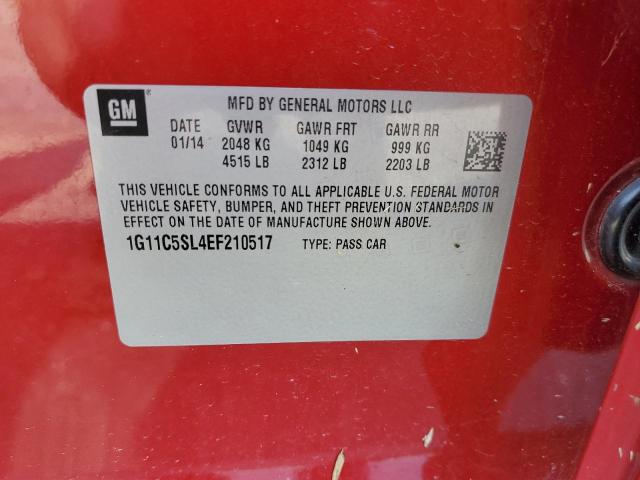 GM ®
MFD BY GENERAL MOTORS LLC
DATE GVWR GAWR FRT GAWR RR
01/14 2048 KG 1049 KG 999 KG
4515 LB 2312 LB 2203 LB
THIS VEHICLE CONFORMS TO ALL APPLICABLE U.S. FEDERAL MOTOR
VEHICLE SAFETY, BUMPER, AND THEFT PREVENTION STANDARDS IN
EFFECT ON THE DATE OF MANUFACTURE SHOWN ABOVE.
1G11C5SL4EF210517 TYPE: PASS CAR